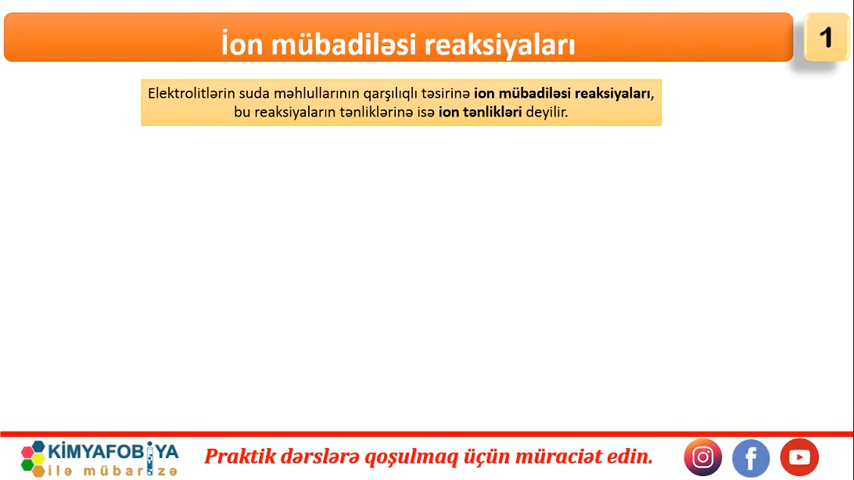 İon mübadiləsi reaksiyaları
1
Elektrolitlərin suda məhlullarının qarşılıqlı təsirinə ion mübadiləsi reaksiyaları,
bu reaksiyaların tənliklərinə isə ion tənlikləri deyilir.
KİMYAFOBİYA
ilə mübarizə
Praktik dərslərə qoşulmaq üçün müraciət edin.